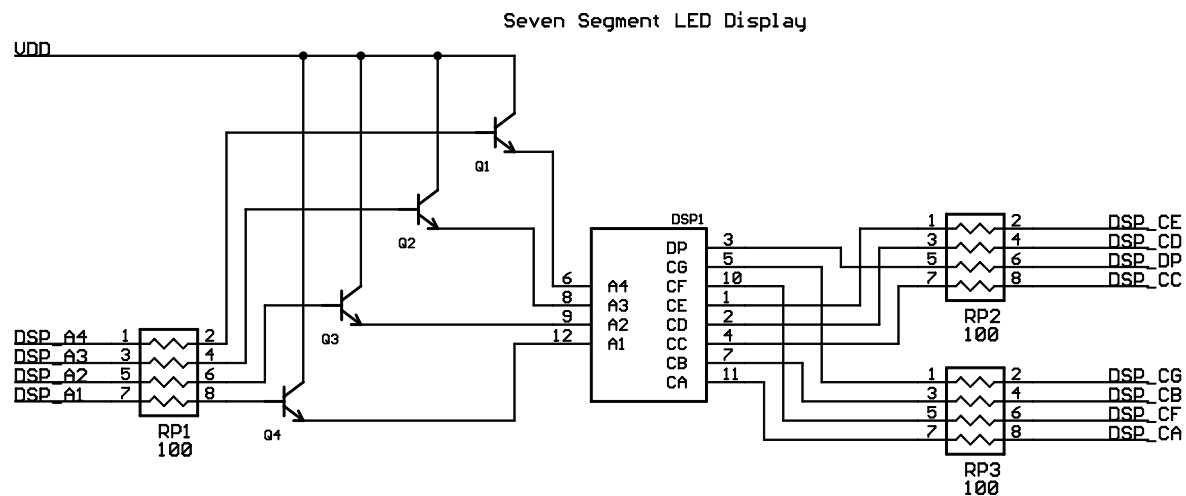 Seven Segment LED Display
VDD
Q1
Q2
Q3
Q4
DSP_A4 1 2
DSP_A3 3 4
DSP_A2 5 6
DSP_A1 7 8
RP1
100
DSP1
DP 3
CG 5
6 A4 CF 10
8 A3 CE 1
9 A2 CD 2
12 A1 CC 4
CB 7
CA 11
1 2 DSP_CE
3 4 DSP_CD
5 6 DSP_DP
7 8 DSP_CC
RP2
100
1 2 DSP_CG
3 4 DSP_CB
5 6 DSP_CF
7 8 DSP_CA
RP3
100